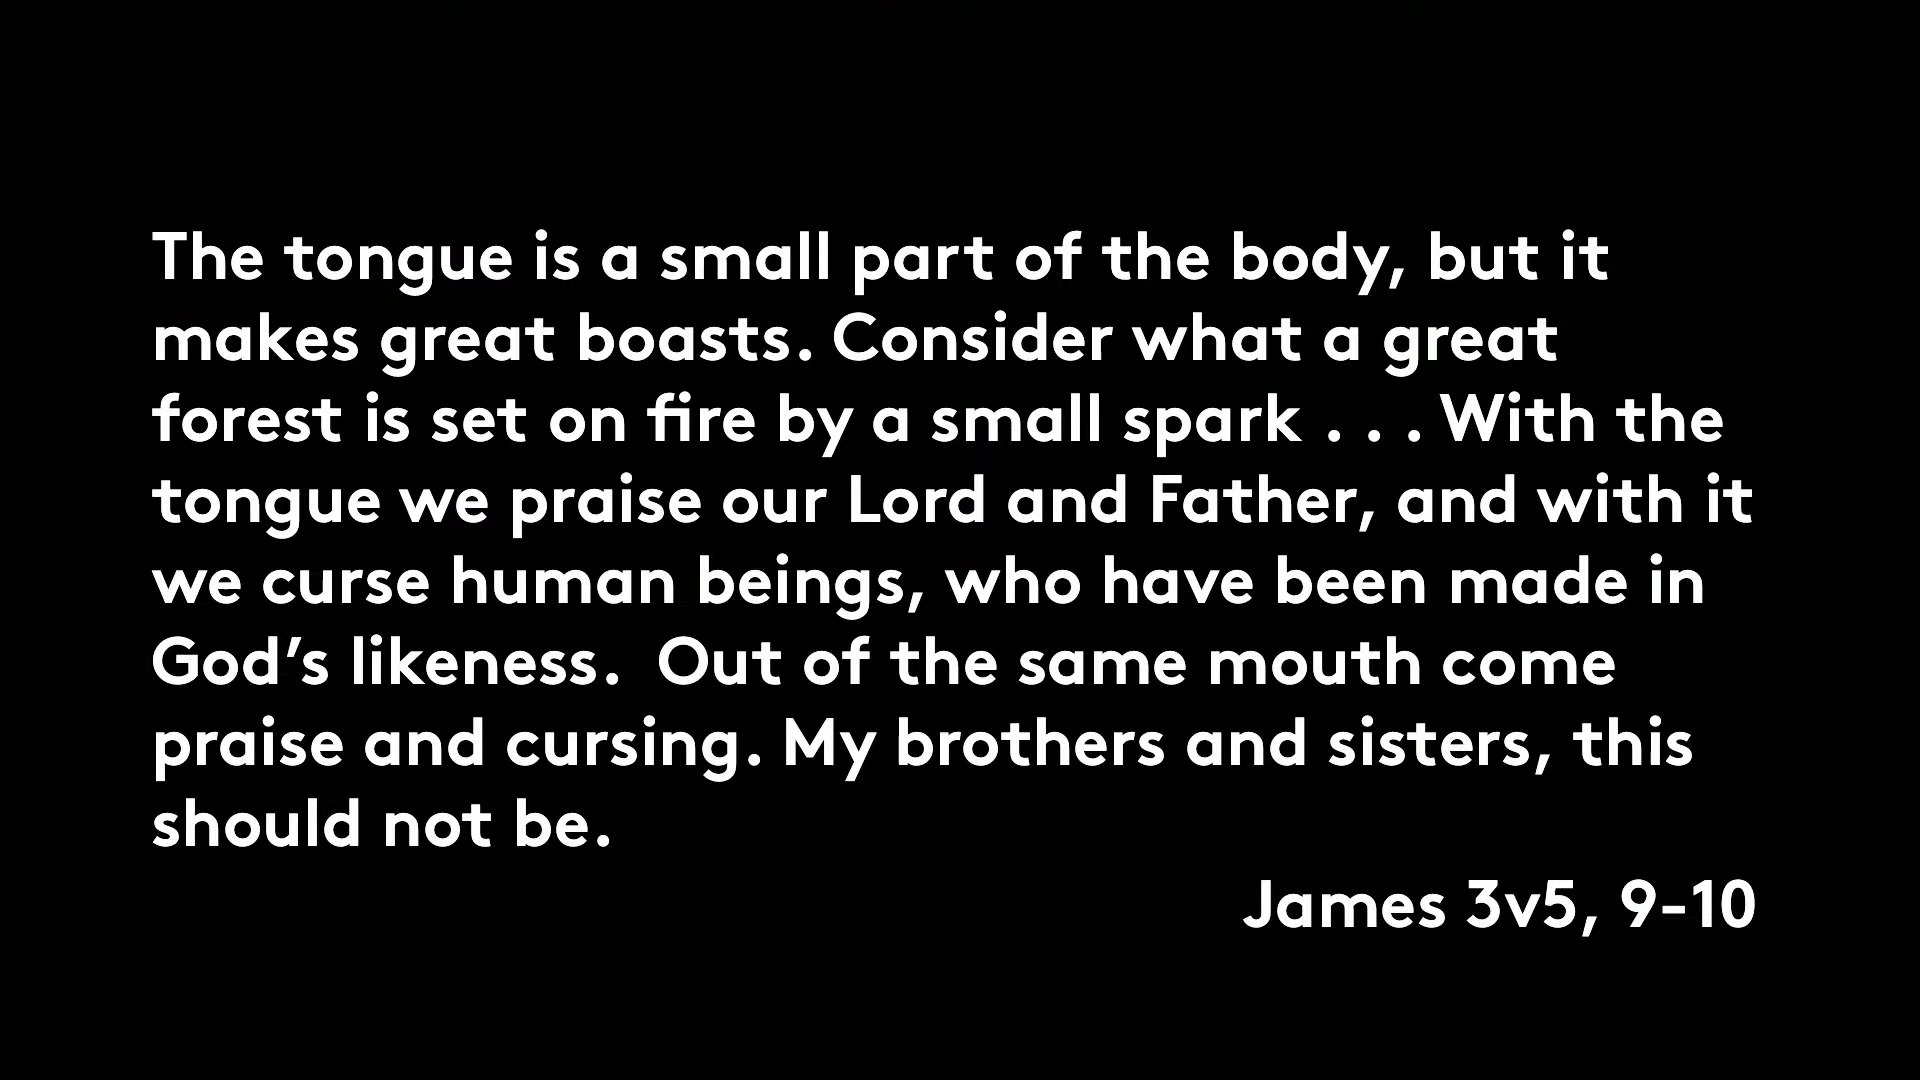 The tongue is a small part of the body, but it
makes great boasts. Consider what a great
forest is set on fire by a small spark . . . With the
tongue we praise our Lord and Father, and with it
we curse human beings, who have been made in
God’s likeness.  Out of the same mouth come
praise and cursing. My brothers and sisters, this
should not be.
James 3v5, 9-10